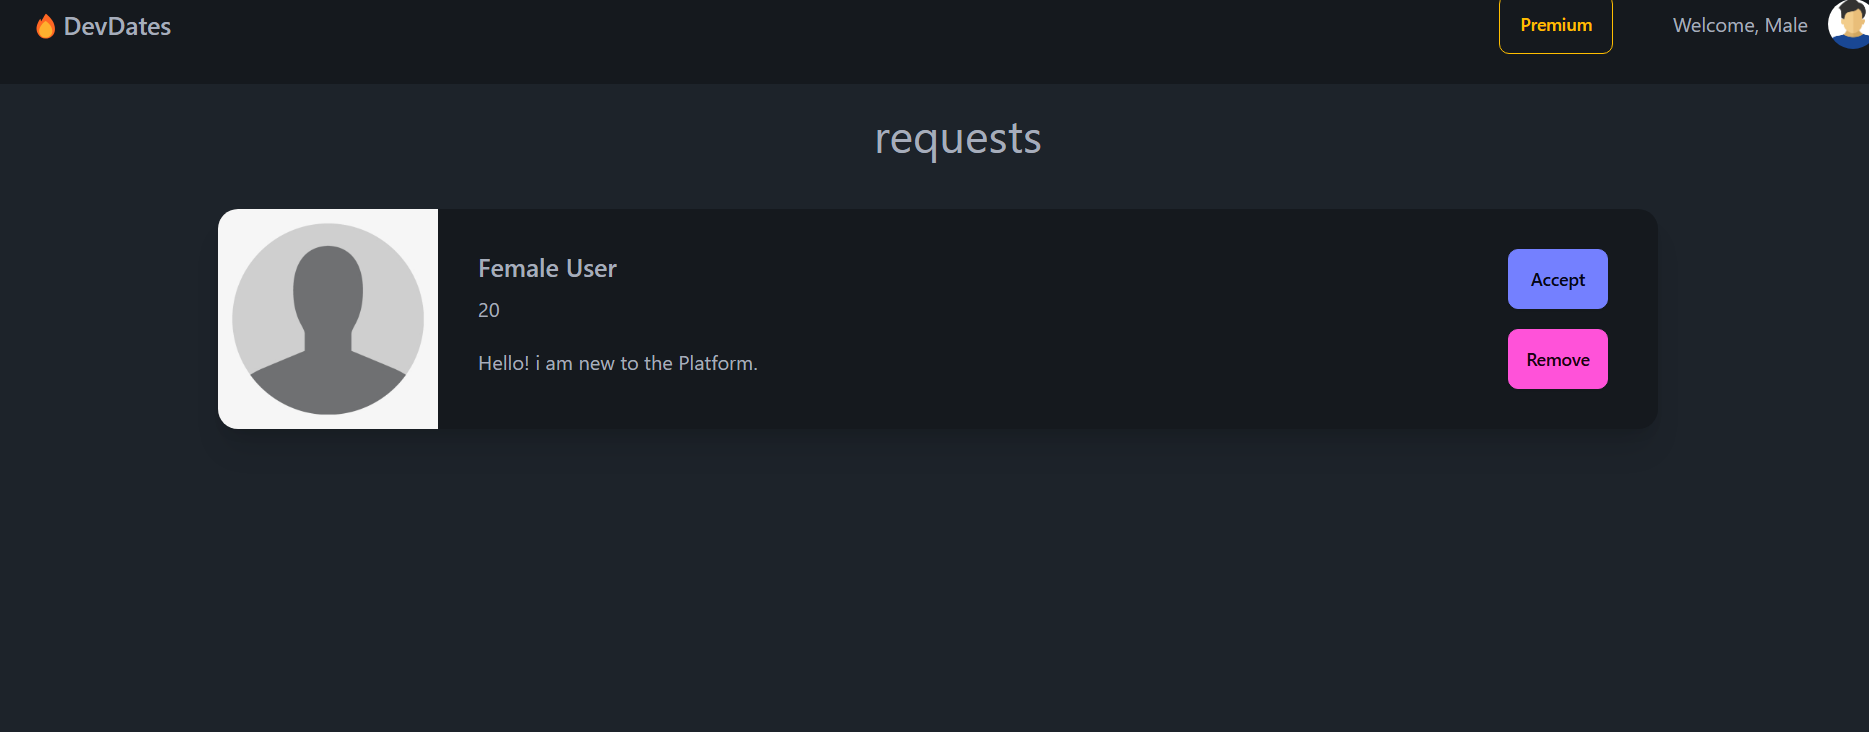 DevDates
Premium
Welcome, Male
requests
Female User
20
Hello! i am new to the Platform.
Accept
Remove